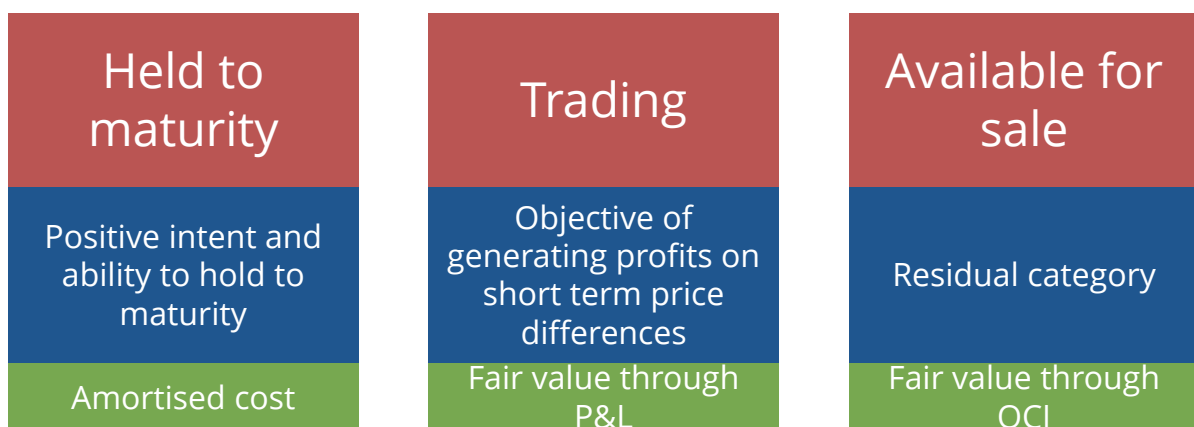 Held to
maturity
Positive intent and
ability to hold to
maturity
Amortised cost
Trading
Objective of
generating profits on
short term price
differences
Fair value through
P&L
Available for
sale
Residual category
Fair value through
OCI